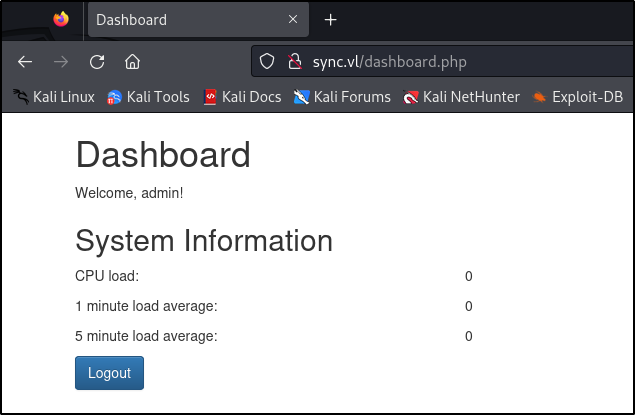 Dashboard
sync.vl/dashboard.php
Kali Linux Kali Tools Kali Docs Kali Forums Kali NetHunter Exploit-DB
Dashboard
Welcome, admin!
System Information
CPU load: 0
1 minute load average: 0
5 minute load average: 0
Logout